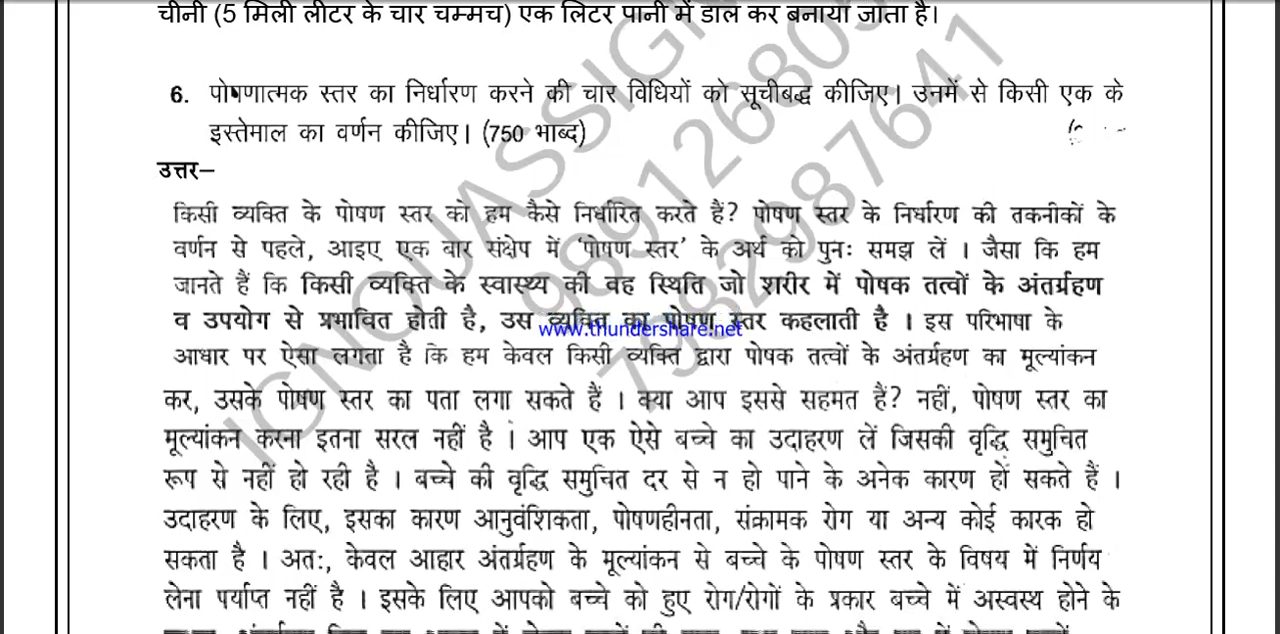 चीनी (5 मिली लीटर के चार चम्मच) एक लिटर पानी में डाल कर बनाया जाता है।
6. पोषणात्मक स्तर का निर्धारण करने की चार विधियों को सूचीबद्ध कीजिए। उनमें से किसी एक के
इस्तेमाल का वर्णन कीजिए। (750 भाब्द)
उत्तर–
किसी व्यक्ति के पोषण स्तर को हम कैसे निर्धारित करते हैं? पोषण स्तर के निर्धारण की तकनीकों के
वर्णन से पहले, आइए एक बार संक्षेप में 'पोषण स्तर' के अर्थ को पुनः समझ लें । जैसा कि हम
जानते हैं कि किसी व्यक्ति के स्वास्थ्य की वह स्थिति जो शरीर में पोषक तत्वों के अंतर्ग्रहण
व उपयोग से प्रभावित होती है, उस व्यक्ति का पोषण स्तर कहलाती है । इस परिभाषा के
www.thundershare.net
आधार पर ऐसा लगता है कि हम केवल किसी व्यक्ति द्वारा पोषक तत्वों के अंतर्ग्रहण का मूल्यांकन
कर, उसके पोषण स्तर का पता लगा सकते हैं । क्या आप इससे सहमत हैं? नहीं, पोषण स्तर का
मूल्यांकन करना इतना सरल नहीं है । आप एक ऐसे बच्चे का उदाहरण लें जिसकी वृद्धि समुचित
रूप से नहीं हो रही है । बच्चे की वृद्धि समुचित दर से न हो पाने के अनेक कारण हो सकते हैं ।
उदाहरण के लिए, इसका कारण आनुवंशिकता, पोषणहीनता, संक्रामक रोग या अन्य कोई कारक हो
सकता है । अतः, केवल आहार अंतर्ग्रहण के मूल्यांकन से बच्चे के पोषण स्तर के विषय में निर्णय
लेना पर्याप्त नहीं है । इसके लिए आपको बच्चे को हुए रोग/रोगों के प्रकार बच्चे में अस्वस्थ होने के
7982987641